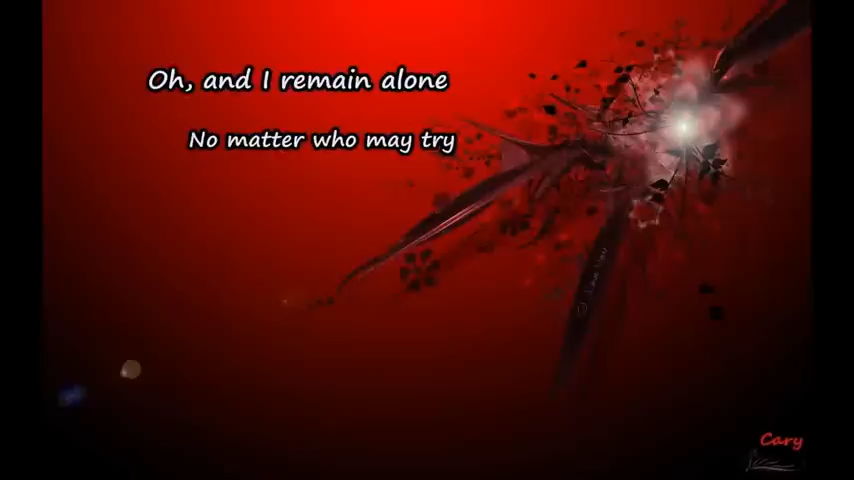 Oh, and I remain alone
No matter who may try
Cary